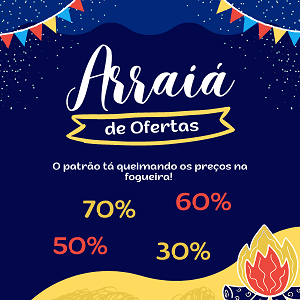 Arraiá
de Ofertas
O patrão tá queimando os preços na
fogueira!
70% 60%
50% 30%